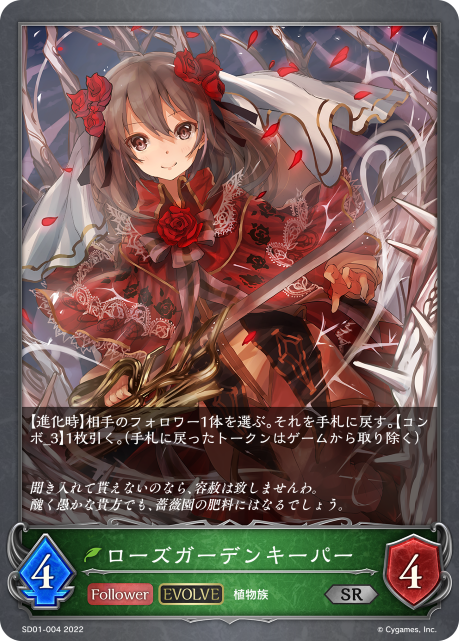 【進化時】相手のフォロワー1体を選ぶ。それを手札に戻す。【コン
ボ_3】1枚引く。(手札に戻ったトークンはゲームから取り除く)
聞き入れて貰えないのなら、容赦は致しませんわ。
醜く愚かな貴方でも、薔薇園の肥料にはなるでしょう。
ローズガーデンキーパー
4
Follower EVOLVE 植物族 SR
4
SD01-004 2022 © Cygames, Inc.